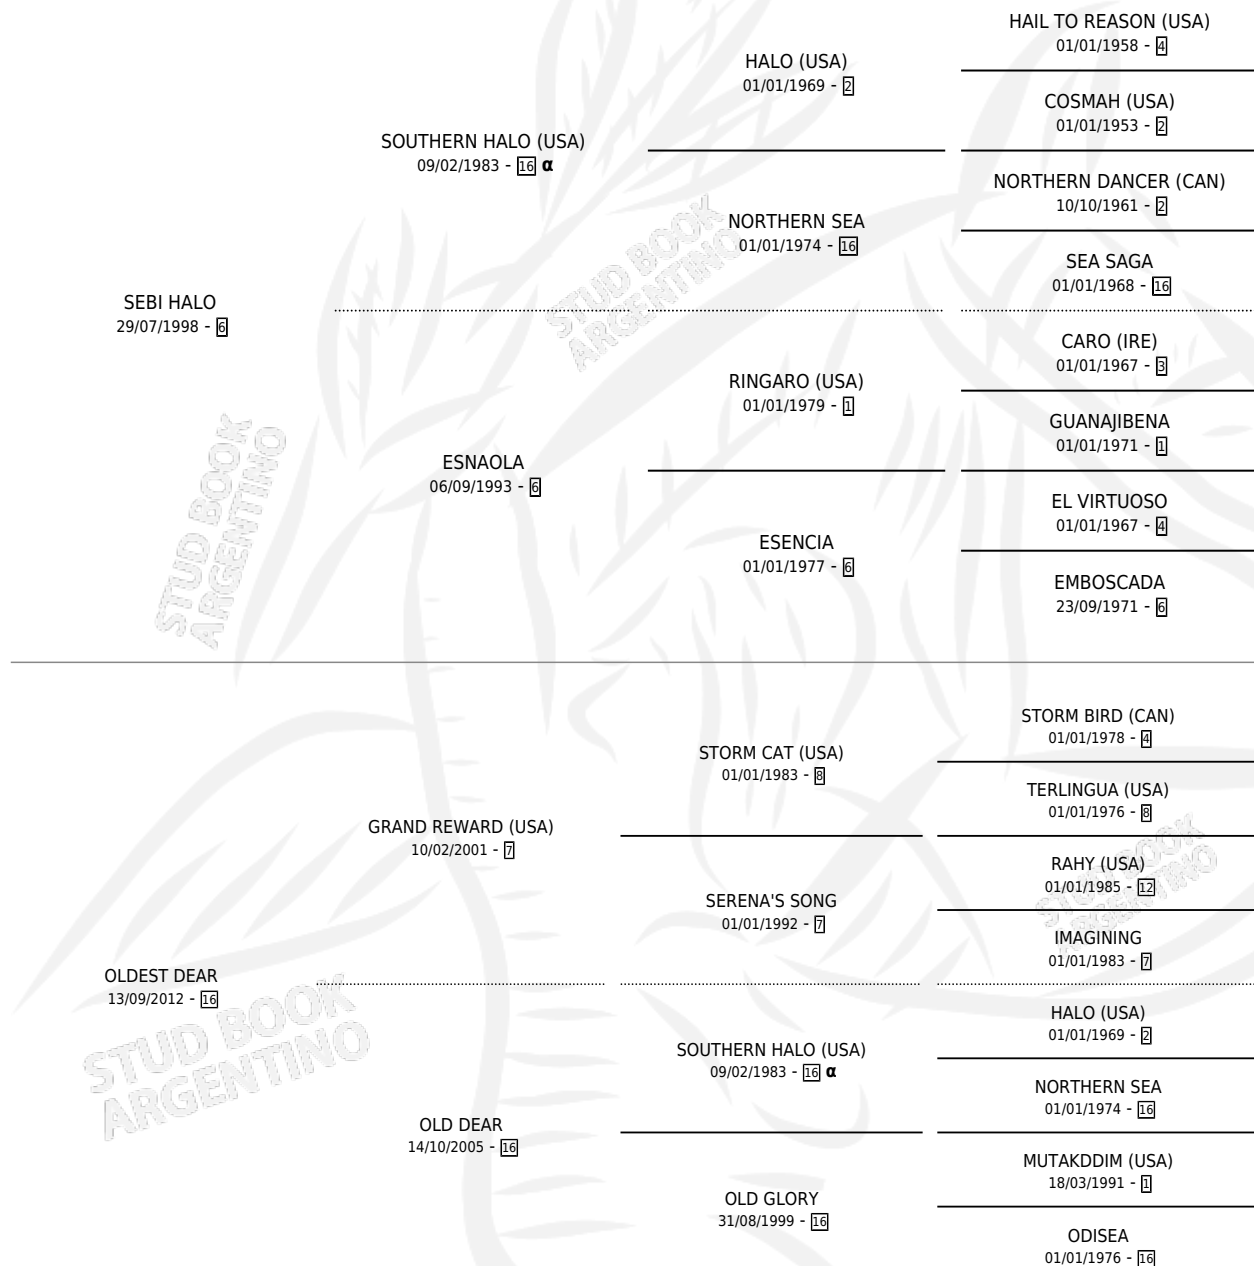 HAIL TO REASON (USA)
01/01/1958 - 4
HALO (USA)
01/01/1969 - 2
COSMAH (USA)
01/01/1953 - 2
SOUTHERN HALO (USA)
09/02/1983 - 16 α
NORTHERN DANCER (CAN)
10/10/1961 - 2
NORTHERN SEA
01/01/1974 - 16
SEA SAGA
01/01/1968 - 16
STUD BOOK
ARGENTINO
SEBI HALO
29/07/1998 - 6
CARO (IRE)
01/01/1967 - 3
RINGARO (USA)
01/01/1979 - 1
GUANAJIBENA
01/01/1971 - 1
ESNAOLA
06/09/1993 - 6
EL VIRTUOSO
01/01/1967 - 4
ESENCIA
01/01/1977 - 6
EMBOSCADA
23/09/1971 - 6
STUD BOOK
ARGENTINO
STORM BIRD (CAN)
01/01/1978 - 4
STORM CAT (USA)
01/01/1983 - 8
TERLINGUA (USA)
01/01/1976 - 8
GRAND REWARD (USA)
10/02/2001 - 7
RAHY (USA)
01/01/1985 - 12
STUD BOOK
ARGENTINO
SERENA'S SONG
01/01/1992 - 7
IMAGINING
01/01/1983 - 7
OLDEST DEAR
13/09/2012 - 16
STUD BOOK
ARGENTINO
HALO (USA)
01/01/1969 - 2
SOUTHERN HALO (USA)
09/02/1983 - 16 α
NORTHERN SEA
01/01/1974 - 16
OLD DEAR
14/10/2005 - 16
MUTAKDDIM (USA)
18/03/1991 - 1
OLD GLORY
31/08/1999 - 16
ODISEA
01/01/1976 - 16